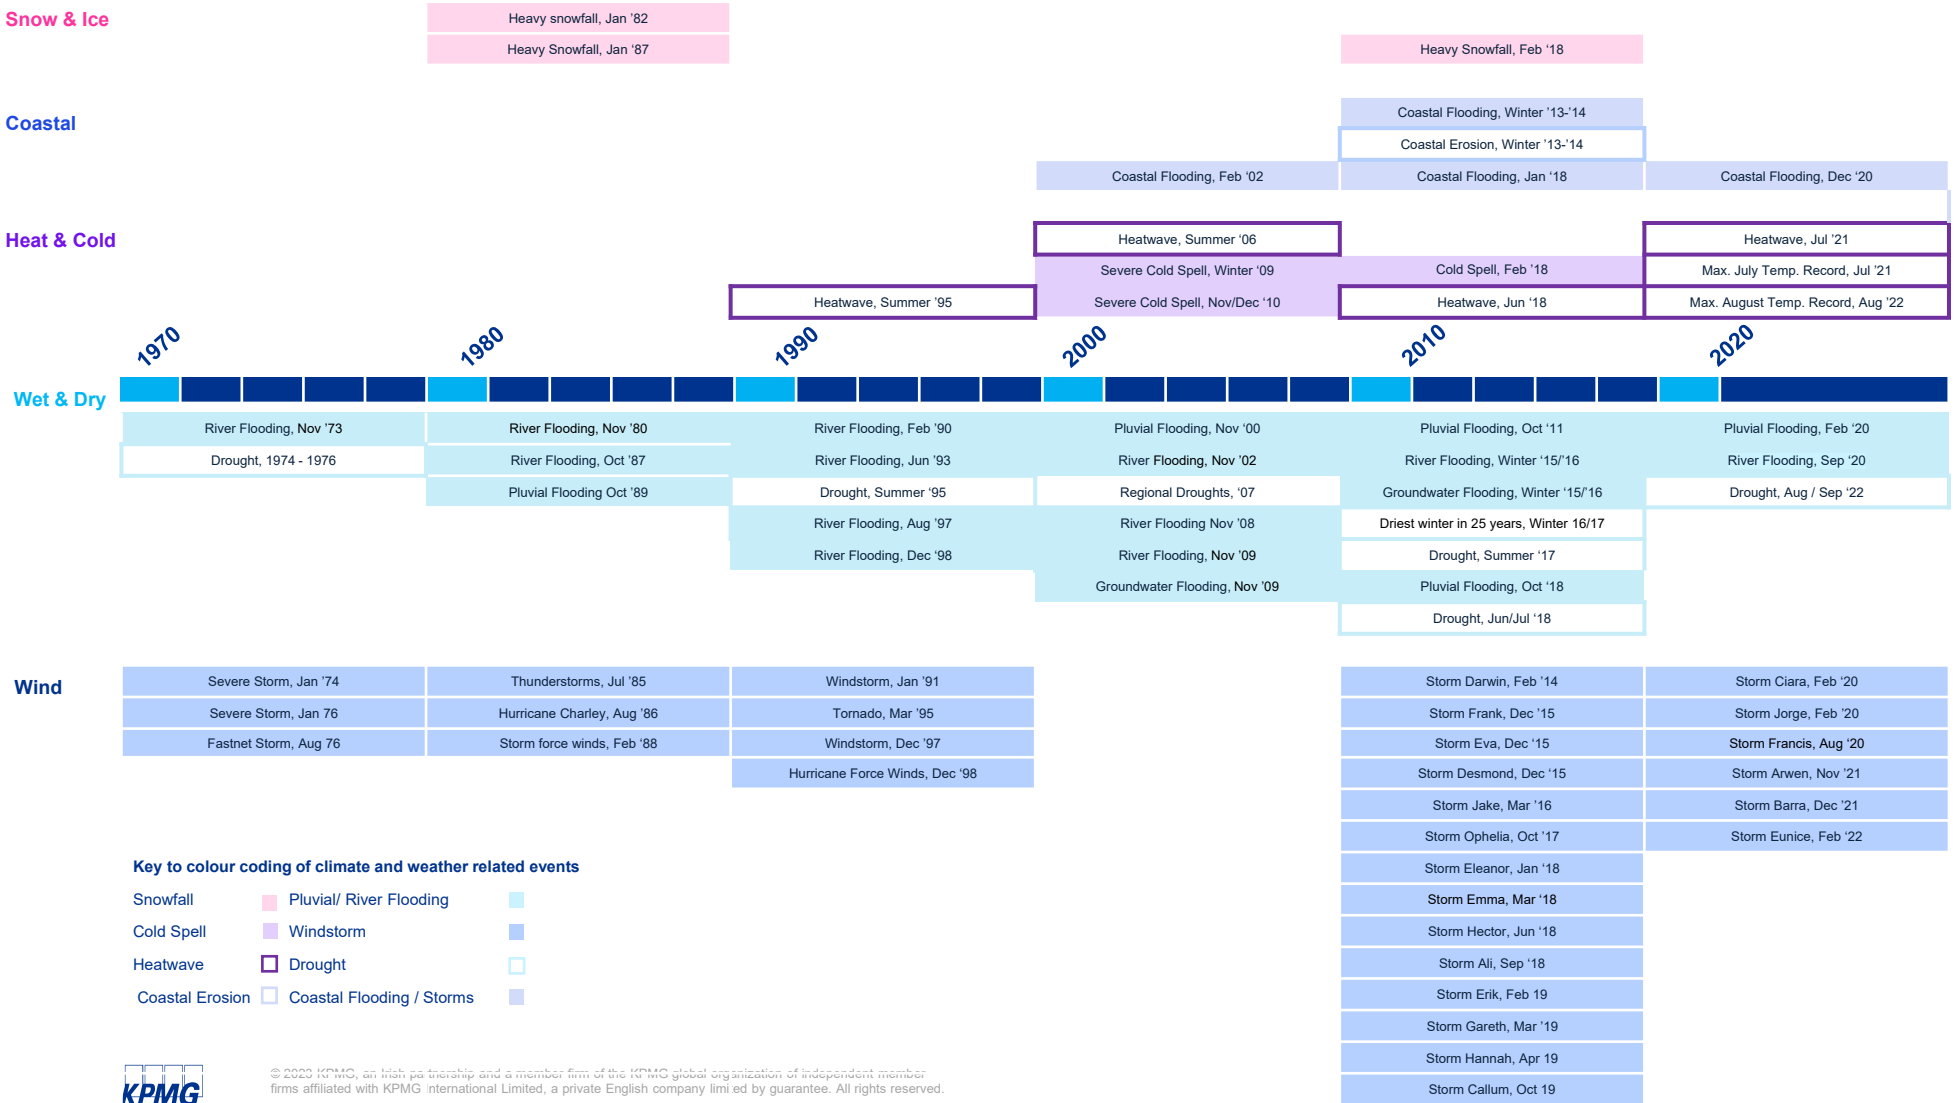 Snow & Ice
Heavy snowfall, Jan ’82
Heavy Snowfall, Jan ‘87
Heavy Snowfall, Feb ‘18
Coastal
Coastal Flooding, Winter ’13-’14
Coastal Erosion, Winter ’13-’14
Coastal Flooding, Feb ‘02
Coastal Flooding, Jan ‘18
Coastal Flooding, Dec ‘20
Heat & Cold
Heatwave, Summer ‘06
Heatwave, Jul ’21
Severe Cold Spell, Winter ‘09
Cold Spell, Feb ’18
Max. July Temp. Record, Jul ’21
Heatwave, Summer ‘95
Severe Cold Spell, Nov/Dec ‘10
Heatwave, Jun ‘18
Max. August Temp. Record, Aug ’22
1970
1980
1990
2000
2010
2020
Wet & Dry
River Flooding, Nov ’73
River Flooding, Nov ’80
River Flooding, Feb ’90
Pluvial Flooding, Nov ‘00
Pluvial Flooding, Oct ‘11
Pluvial Flooding, Feb ‘20
Drought, 1974 - 1976
River Flooding, Oct ’87
River Flooding, Jun ’93
River Flooding, Nov ’02
River Flooding, Winter ‘15/’16
River Flooding, Sep ‘20
Pluvial Flooding Oct ‘89
Drought, Summer ‘95
Regional Droughts, ‘07
Groundwater Flooding, Winter ‘15/’16
Drought, Aug / Sep ‘22
River Flooding, Aug ‘97
River Flooding Nov ’08
Driest winter in 25 years, Winter 16/17
River Flooding, Dec ‘98
River Flooding, Nov ’09
Drought, Summer ‘17
Groundwater Flooding, Nov ’09
Pluvial Flooding, Oct ‘18
Drought, Jun/Jul ‘18
Wind
Severe Storm, Jan ’74
Thunderstorms, Jul ’85
Windstorm, Jan ’91
Storm Darwin, Feb ’14
Storm Ciara, Feb ’20
Severe Storm, Jan 76
Hurricane Charley, Aug ’86
Tornado, Mar ’95
Storm Frank, Dec ’15
Storm Jorge, Feb ’20
Fastnet Storm, Aug 76
Storm force winds, Feb ‘88
Windstorm, Dec ’97
Storm Eva, Dec ‘15
Storm Francis, Aug ‘20
Hurricane Force Winds, Dec ‘98
Storm Desmond, Dec ‘15
Storm Arwen, Nov ’21
Storm Jake, Mar ’16
Storm Barra, Dec ’21
Storm Ophelia, Oct ’17
Storm Eunice, Feb ‘22
Storm Eleanor, Jan ‘18
Storm Emma, Mar ‘18
Storm Hector, Jun ‘18
Storm Ali, Sep ‘18
Storm Erik, Feb 19
Storm Gareth, Mar ’19
Storm Hannah, Apr 19
Storm Callum, Oct 19
Key to colour coding of climate and weather related events
Snowfall
Pluvial/ River Flooding
Cold Spell
Windstorm
Heatwave
Drought
Coastal Erosion
Coastal Flooding / Storms
KPMG
© 2023 KPMG, an Irish partnership and a member firm of the KPMG global organization of independent member
firms affiliated with KPMG International Limited, a private English company limited by guarantee. All rights reserved.